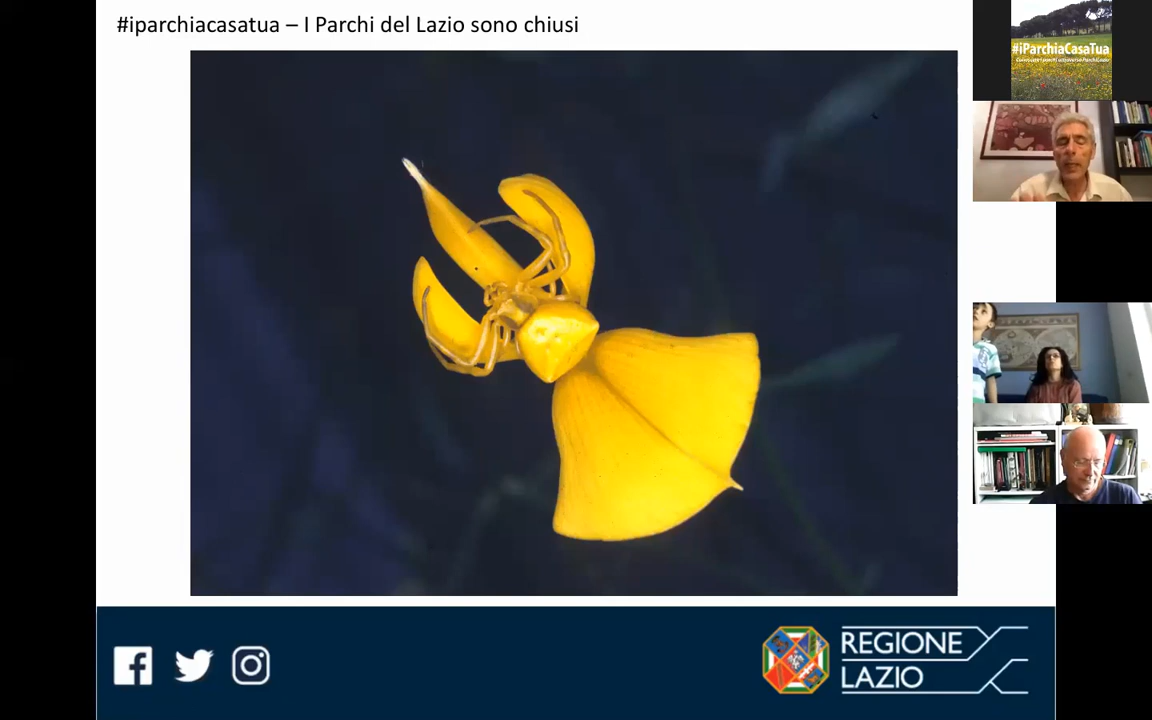 #iparchiacasatua – I Parchi del Lazio sono chiusi
#iParchiaCasaTua
REGIONE
LAZIO